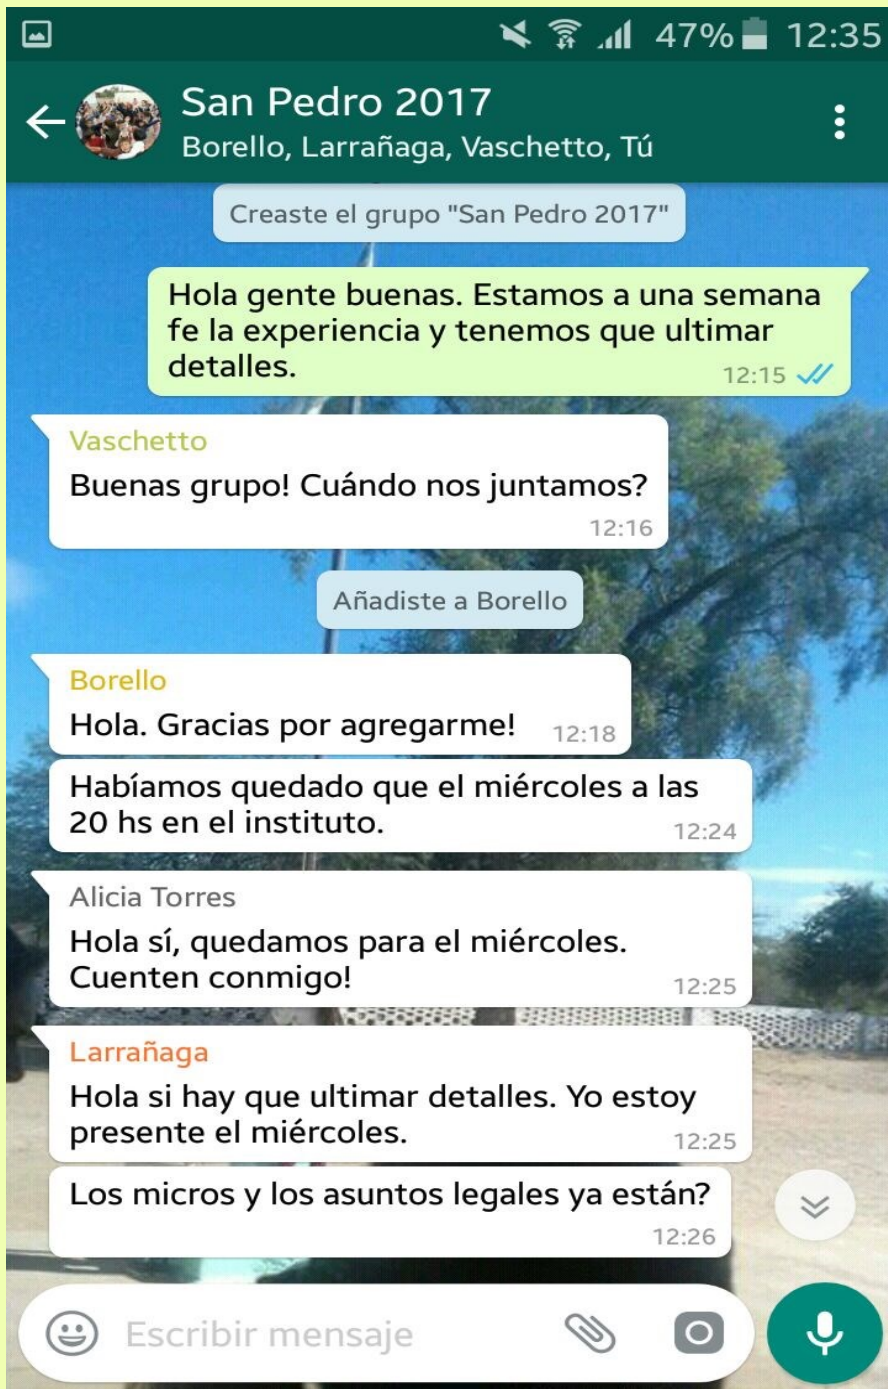 47% 12:35
San Pedro 2017
Borello, Larrañaga, Vaschetto, Tú
Creaste el grupo "San Pedro 2017"
Hola gente buenas. Estamos a una semana
fe la experiencia y tenemos que ultimar
detalles.
12:15
Vaschetto
Buenas grupo! Cuándo nos juntamos?
12:16
Añadiste a Borello
Borello
Hola. Gracias por agregarme! 12:18
Habíamos quedado que el miércoles a las
20 hs en el instituto.
12:24
Alicia Torres
Hola sí, quedamos para el miércoles.
Cuenten conmigo!
12:25
Larrañaga
Hola si hay que ultimar detalles. Yo estoy
presente el miércoles.
12:25
Los micros y los asuntos legales ya están?
12:26
Escribir mensaje